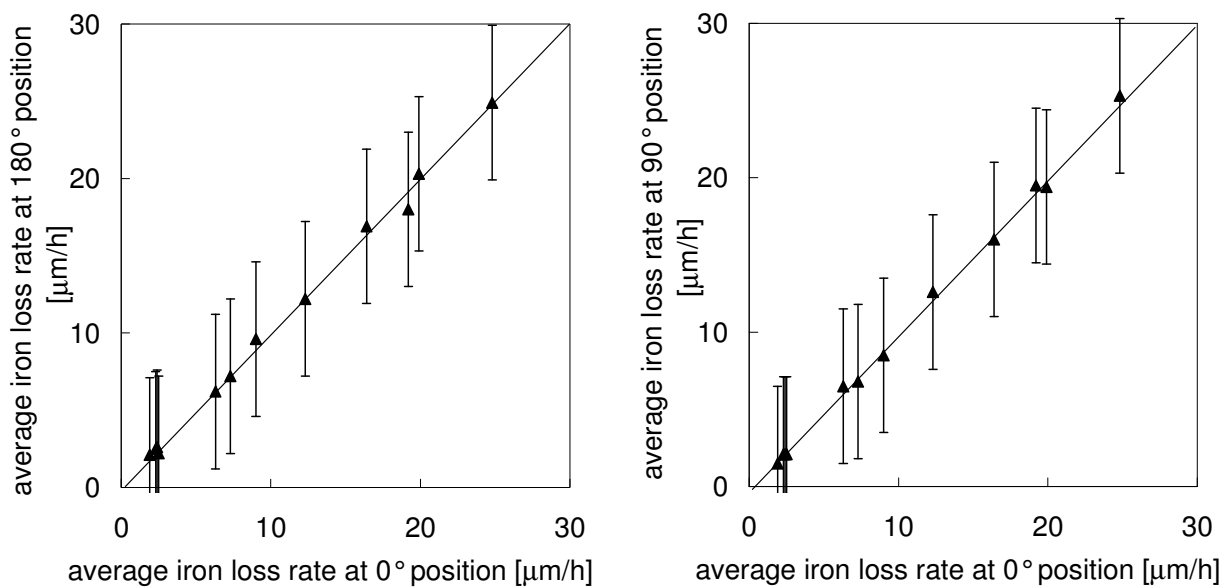 average iron loss rate at 180° position
[µm/h]
30
20
10
0
0 10 20 30
average iron loss rate at 0° position [µm/h]
average iron loss rate at 90° position
[µm/h]
30
20
10
0
0 10 20 30
average iron loss rate at 0° position [µm/h]